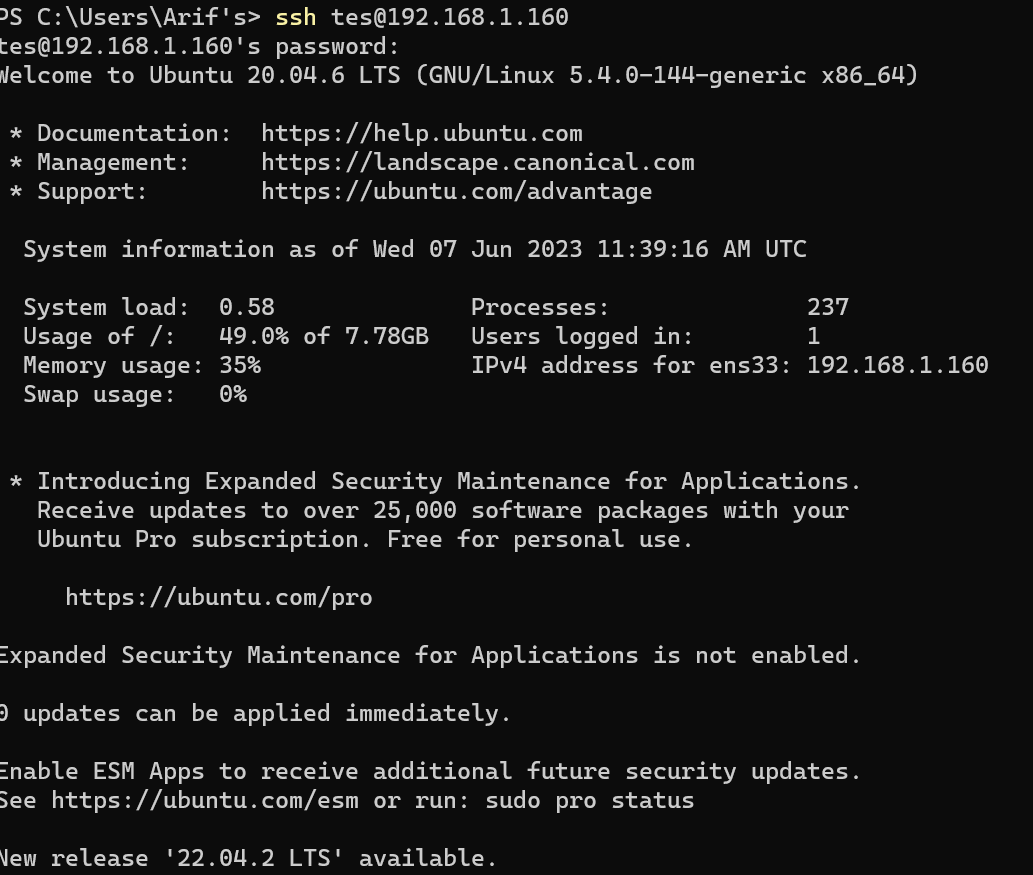 PS C:\Users\Arif's> ssh tes@192.168.1.160
tes@192.168.1.160's password:
Welcome to Ubuntu 20.04.6 LTS (GNU/Linux 5.4.0-144-generic x86_64)

 * Documentation:  https://help.ubuntu.com
 * Management:     https://landscape.canonical.com
 * Support:        https://ubuntu.com/advantage

  System information as of Wed 07 Jun 2023 11:39:16 AM UTC

  System load:  0.58              Processes:              237
  Usage of /:   49.0% of 7.78GB   Users logged in:        1
  Memory usage: 35%               IPv4 address for ens33: 192.168.1.160
  Swap usage:   0%

 * Introducing Expanded Security Maintenance for Applications.
   Receive updates to over 25,000 software packages with your
   Ubuntu Pro subscription. Free for personal use.

     https://ubuntu.com/pro

Expanded Security Maintenance for Applications is not enabled.

0 updates can be applied immediately.

Enable ESM Apps to receive additional future security updates.
See https://ubuntu.com/esm or run: sudo pro status

New release '22.04.2 LTS' available.